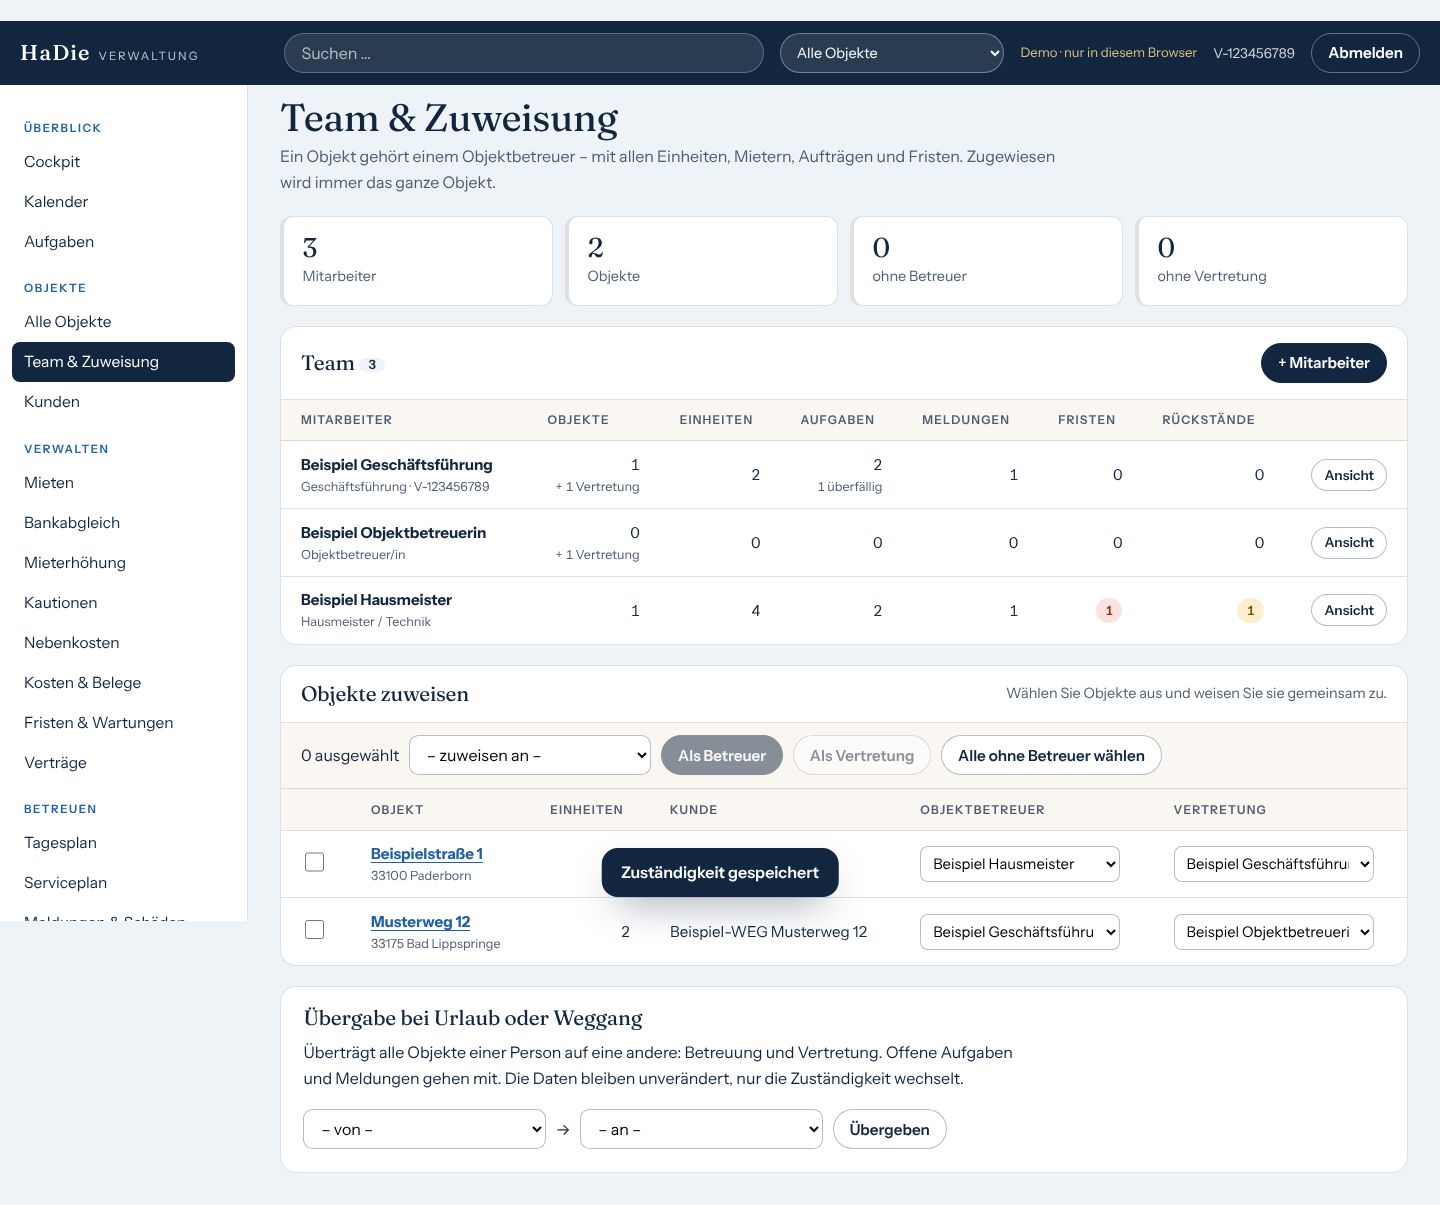 HaDie VERWALTUNG
Suchen ...
Alle Objekte
Demo · nur in diesem Browser
V-123456789
Abmelden
ÜBERBLICK
Cockpit
Kalender
Aufgaben
OBJEKTE
Alle Objekte
Team & Zuweisung
Kunden
VERWALTEN
Mieten
Bankabgleich
Mieterhöhung
Kautionen
Nebenkosten
Kosten & Belege
Fristen & Wartungen
Verträge
BETREUEN
Tagesplan
Serviceplan
Meldungen & Schäden
Team & Zuweisung
Ein Objekt gehört einem Objektbetreuer – mit allen Einheiten, Mietern, Aufträgen und Fristen. Zugewiesen
wird immer das ganze Objekt.
3
Mitarbeiter
2
Objekte
0
ohne Betreuer
0
ohne Vertretung
Team 3
+ Mitarbeiter
MITARBEITER OBJEKTE EINHEITEN AUFGABEN MELDUNGEN FRISTEN RÜCKSTÄNDE
Beispiel Geschäftsführung 1 2 2 1 0 0 Ansicht
Geschäftsführung · V-123456789 + 1 Vertretung 1 überfällig
Beispiel Objektbetreuerin 0 0 0 0 0 0 Ansicht
Objektbetreuer/in + 1 Vertretung
Beispiel Hausmeister 1 4 2 1 1 1 Ansicht
Hausmeister / Technik
Objekte zuweisen
Wählen Sie Objekte aus und weisen Sie sie gemeinsam zu.
0 ausgewählt – zuweisen an – Als Betreuer Als Vertretung Alle ohne Betreuer wählen
OBJEKT EINHEITEN KUNDE OBJEKTBETREUER VERTRETUNG
Beispielstraße 1 Beispiel Hausmeister Beispiel Geschäftsführu
33100 Paderborn
Zuständigkeit gespeichert
Musterweg 12 2 Beispiel-WEG Musterweg 12 Beispiel Geschäftsführu Beispiel Objektbetreueri
33175 Bad Lippspringe
Übergabe bei Urlaub oder Weggang
Überträgt alle Objekte einer Person auf eine andere: Betreuung und Vertretung. Offene Aufgaben
und Meldungen gehen mit. Die Daten bleiben unverändert, nur die Zuständigkeit wechselt.
– von – → – an – Übergeben